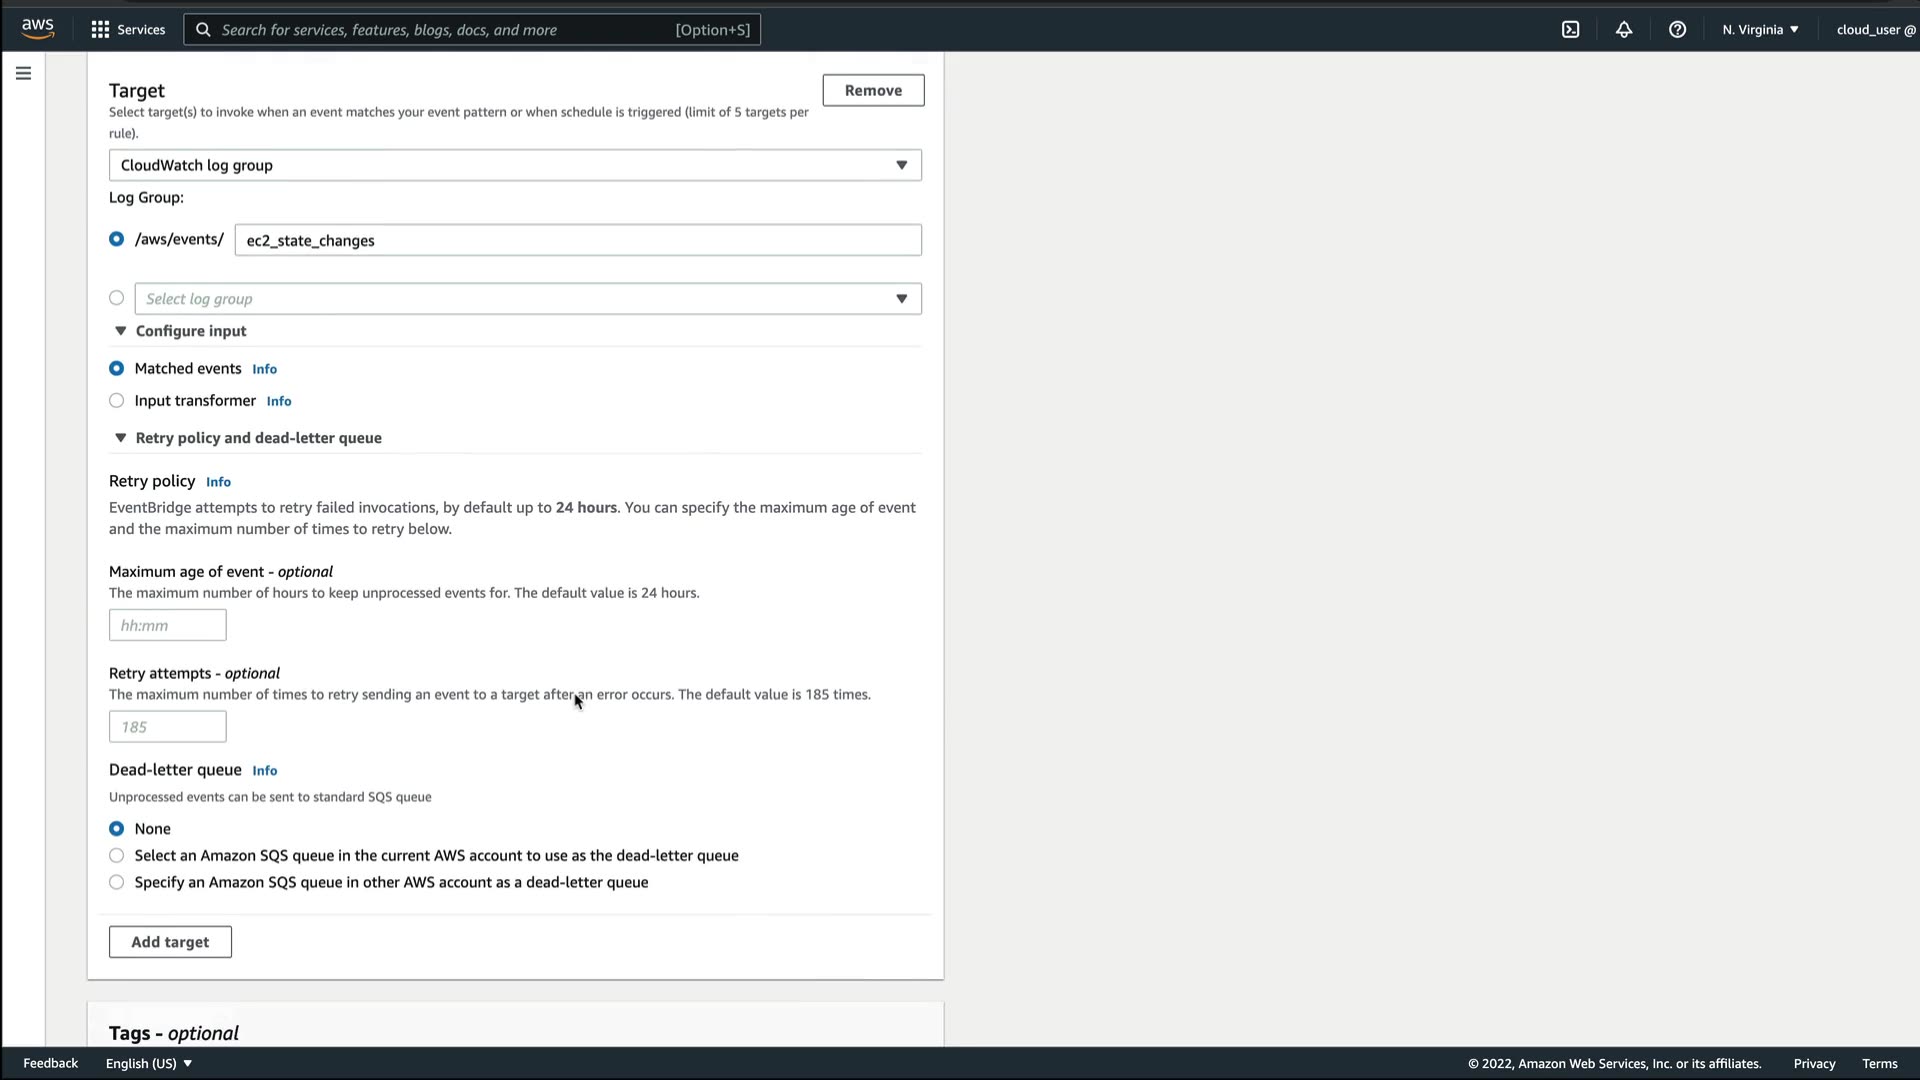 aws
Services
Search for services, features, blogs, docs, and more
[Option+S]
N. Virginia
cloud_user @
Target
Remove
Select target(s) to invoke when an event matches your event pattern or when schedule is triggered (limit of 5 targets per
rule).
CloudWatch log group
Log Group:
/aws/events/
ec2_state_changes
Select log group
Configure input
Matched events Info
Input transformer Info
Retry policy and dead-letter queue
Retry policy Info
EventBridge attempts to retry failed invocations, by default up to 24 hours. You can specify the maximum age of event
and the maximum number of times to retry below.
Maximum age of event - optional
The maximum number of hours to keep unprocessed events for. The default value is 24 hours.
hh:mm
Retry attempts - optional
The maximum number of times to retry sending an event to a target after an error occurs. The default value is 185 times.
185
Dead-letter queue Info
Unprocessed events can be sent to standard SQS queue
None
Select an Amazon SQS queue in the current AWS account to use as the dead-letter queue
Specify an Amazon SQS queue in other AWS account as a dead-letter queue
Add target
Tags - optional
Feedback
English (US)
© 2022, Amazon Web Services, Inc. or its affiliates.
Privacy
Terms